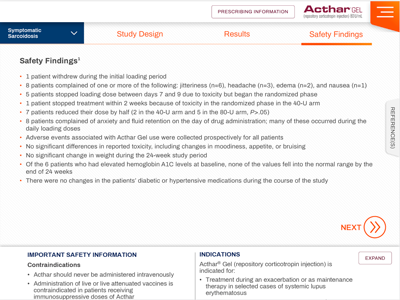 PRESCRIBING INFORMATION
Acthar GEL
(repository corticotropin injection) 80 U/mL
Symptomatic
Sarcoidosis
Study Design
Results
Safety Findings
Safety Findings¹
• 1 patient withdrew during the initial loading period
• 8 patients complained of one or more of the following: jitteriness (n=6), headache (n=3), edema (n=2), and nausea (n=1)
• 5 patients stopped loading dose between days 7 and 9 due to toxicity but began the randomized phase
• 1 patient stopped treatment within 2 weeks because of toxicity in the randomized phase in the 40-U arm
• 7 patients reduced their dose by half (2 in the 40-U arm and 5 in the 80-U arm, P>.05)
• 8 patients complained of anxiety and fluid retention on the day of drug administration; many of these occurred during the
daily loading doses
• Adverse events associated with Acthar Gel use were collected prospectively for all patients
• No significant differences in reported toxicity, including changes in moodiness, appetite, or bruising
• No significant change in weight during the 24-week study period
• Of the 6 patients who had elevated hemoglobin A1C levels at baseline, none of the values fell into the normal range by the
end of 24 weeks
• There were no changes in the patients' diabetic or hypertensive medications during the course of the study
REFERENCE(S)
NEXT
IMPORTANT SAFETY INFORMATION
Contraindications
• Acthar should never be administered intravenously
• Administration of live or live attenuated vaccines is
contraindicated in patients receiving
immunosuppressive doses of Acthar
INDICATIONS
Acthar® Gel (repository corticotropin injection) is
indicated for:
• Treatment during an exacerbation or as maintenance
therapy in selected cases of systemic lupus
erythematosus
EXPAND